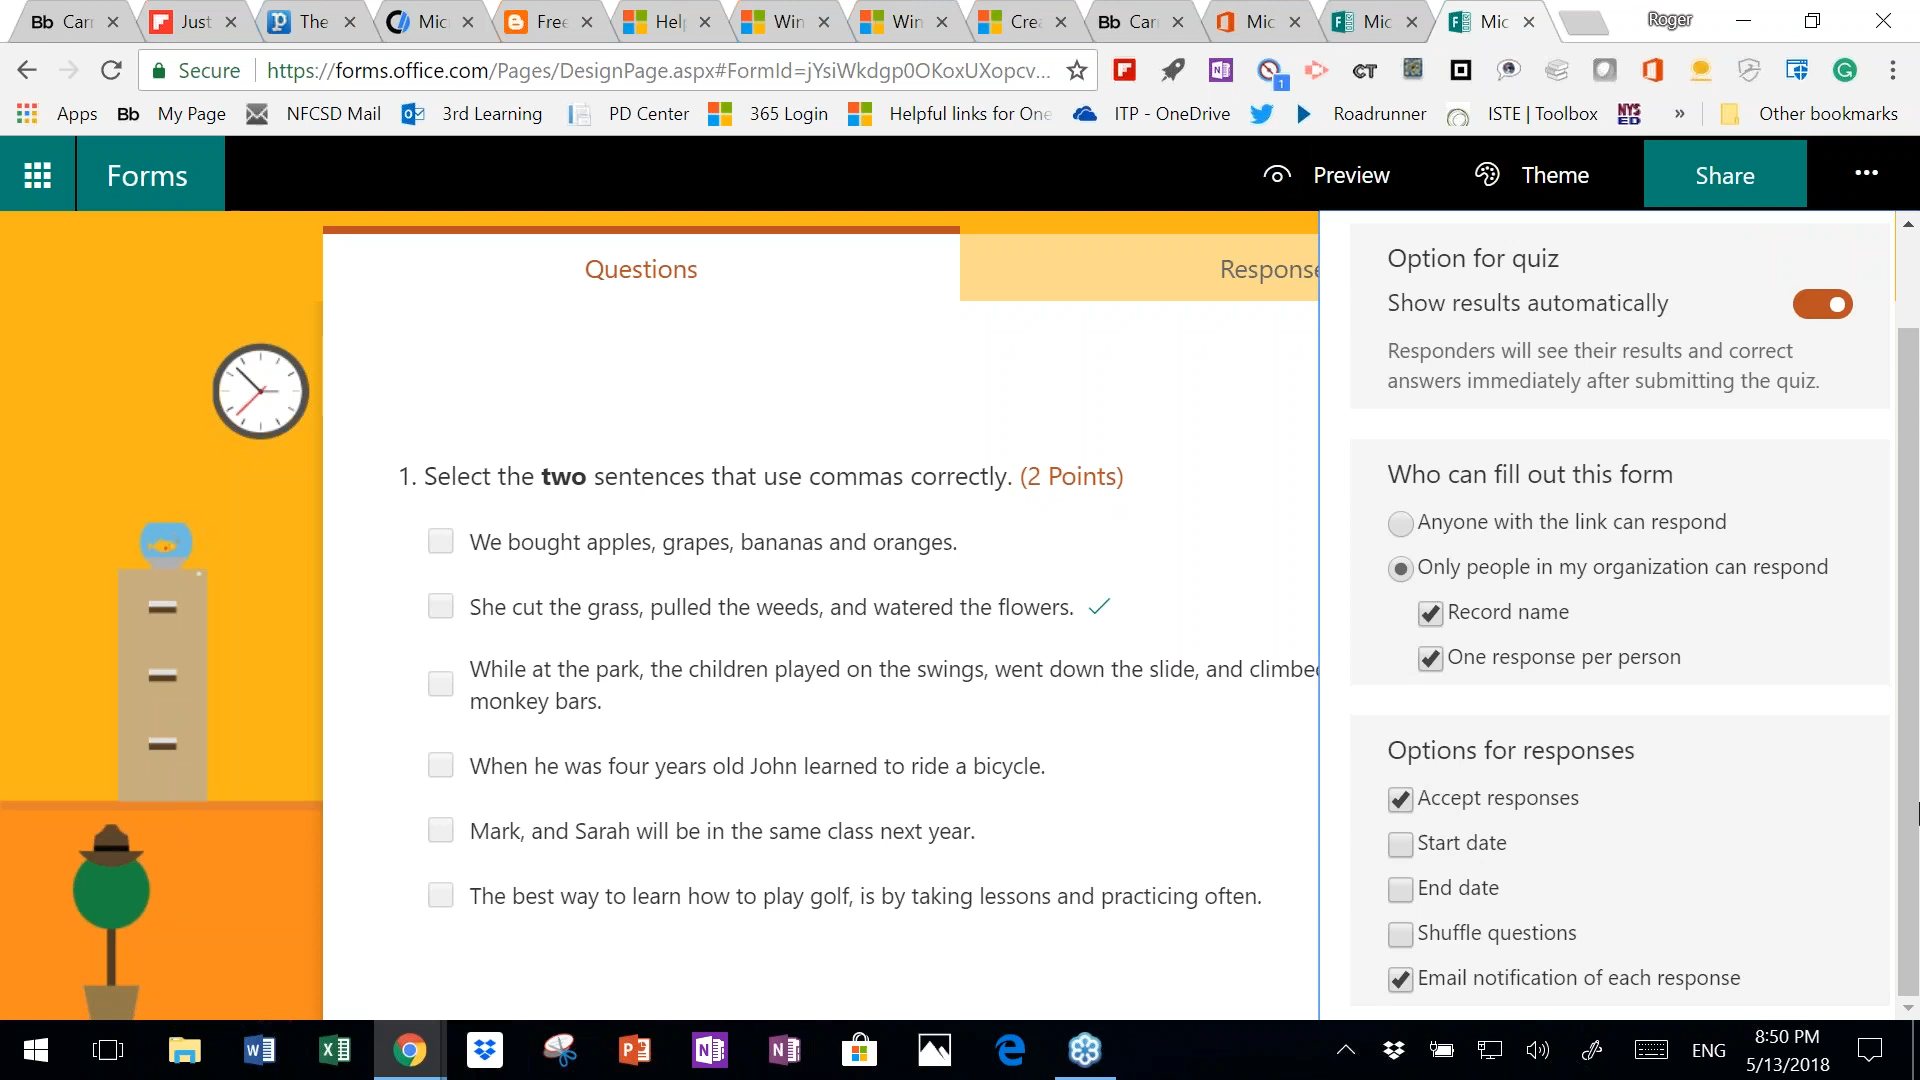 Bb Car
Just
The
Mic
Free
Help
Win
Win
Cre
Bb Car
Mic
Mic
Mic
Roger
Secure
https://forms.office.com/Pages/DesignPage.aspx#FormId=jYsiWkdgp0OKoxUXopcv...
1
CT
Apps
Bb My Page
NFCSD Mail
3rd Learning
PD Center
365 Login
Helpful links for One
ITP - OneDrive
Roadrunner
ISTE | Toolbox
NYS ED
»
Other bookmarks
Forms
Preview
Theme
Share
...
Questions
Response
1. Select the two sentences that use commas correctly. (2 Points)
We bought apples, grapes, bananas and oranges.
She cut the grass, pulled the weeds, and watered the flowers.
While at the park, the children played on the swings, went down the slide, and climbed
monkey bars.
When he was four years old John learned to ride a bicycle.
Mark, and Sarah will be in the same class next year.
The best way to learn how to play golf, is by taking lessons and practicing often.
Option for quiz
Show results automatically
Responders will see their results and correct
answers immediately after submitting the quiz.
Who can fill out this form
Anyone with the link can respond
Only people in my organization can respond
Record name
One response per person
Options for responses
Accept responses
Start date
End date
Shuffle questions
Email notification of each response
ENG
8:50 PM
5/13/2018